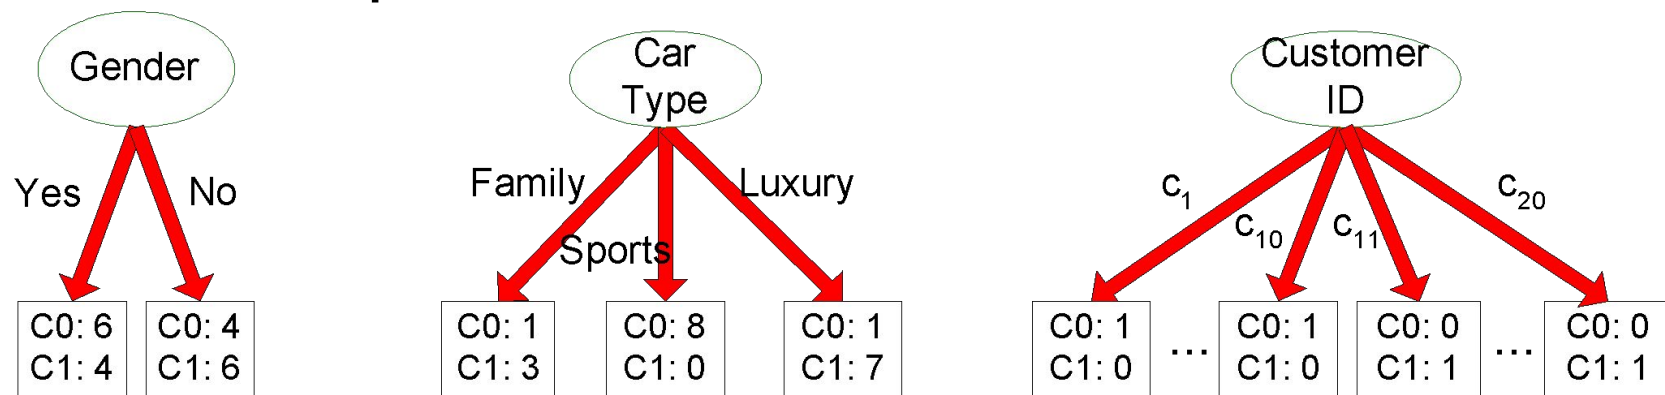 Gender
Car
Type
Customer
ID
Yes
No
Family
Sports
Luxury
c1
c10
c11
c20
C0: 6
C1: 4
C0: 4
C1: 6
C0: 1
C1: 3
C0: 8
C1: 0
C0: 1
C1: 7
C0: 1
C1: 0
...
C0: 1
C1: 0
C0: 0
C1: 1
...
C0: 0
C1: 1